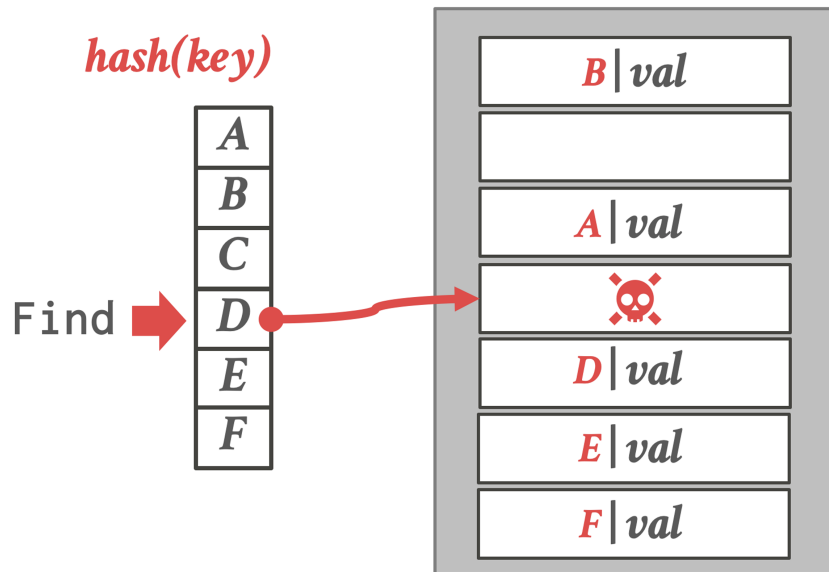 hash(key)
A
B
C
Find
D
E
F
B|val
A|val
D|val
E|val
F|val